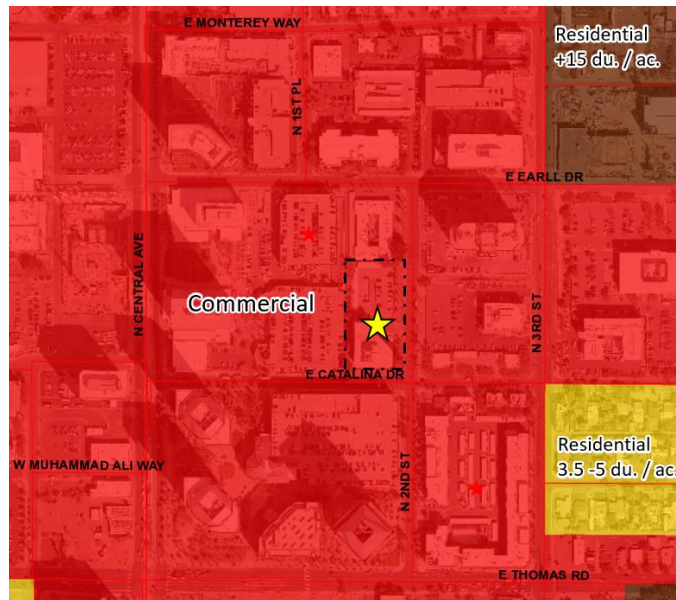 E MONTEREY WAY
Residential
+15 du. / ac.
N 1ST PL
E EARLL DR
N CENTRAL AVE
Commercial
N 3RD ST
E CATALINA DR
Residential
3.5 -5 du. / ac.
W MUHAMMAD ALI WAY
N 2ND ST
E THOMAS RD